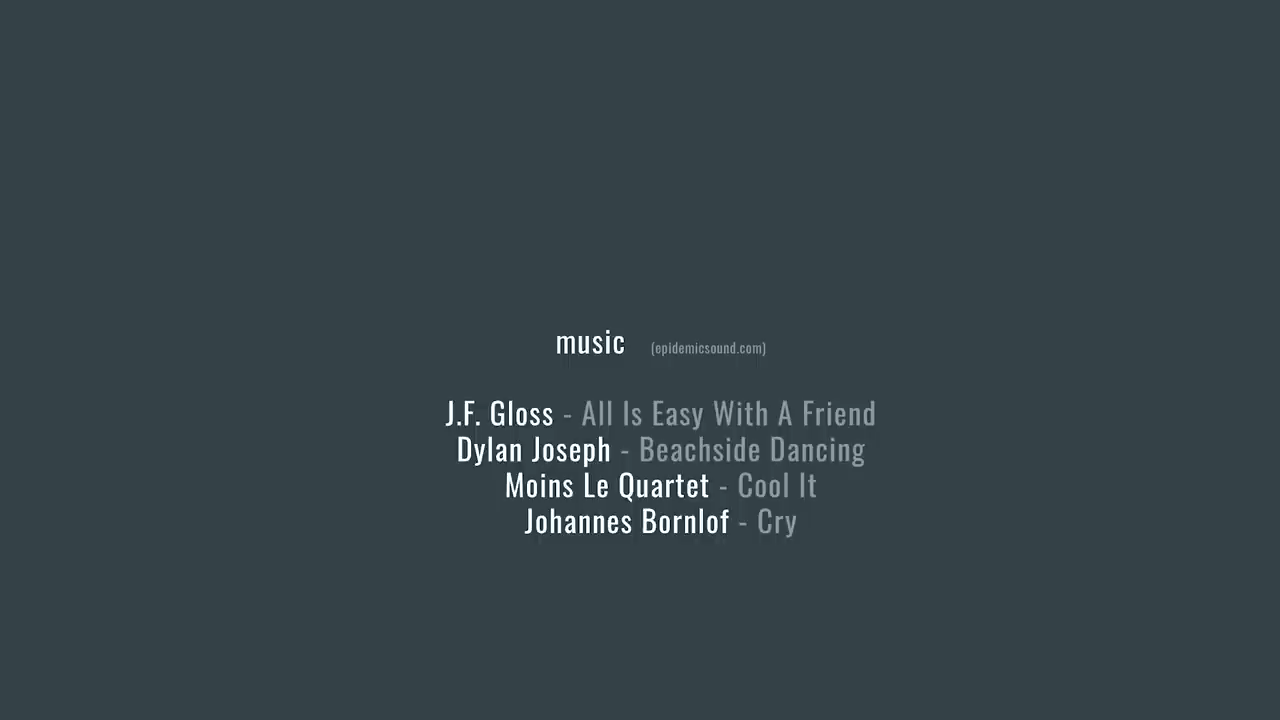 music (epidemicsound.com)
J.F. Gloss - All Is Easy With A Friend
Dylan Joseph - Beachside Dancing
Moins Le Quartet - Cool It
Johannes Bornlof - Cry